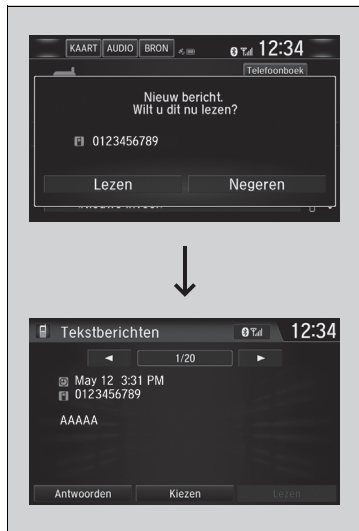 KAART AUDIO BRON 12:34
Telefoonboek
Nieuw bericht.
Wilt u dit nu lezen?
0123456789
Lezen Negeren
12:34
Tekstberichten
1/20
May 12 3:31 PM
0123456789
AAAAA
Antwoorden Kiezen Lezen